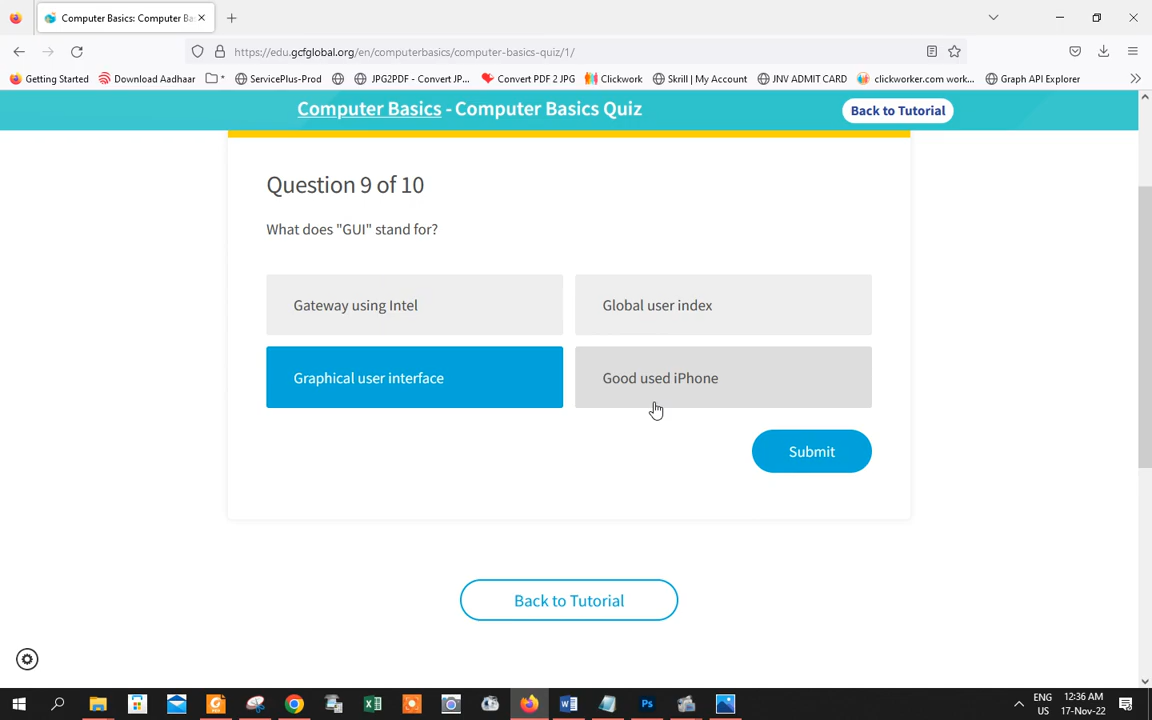 Computer Basics: Computer Ba
https://edu.gcfglobal.org/en/computerbasics/computer-basics-quiz/1/
Getting Started
Download Aadhaar
ServicePlus-Prod
JPG2PDF - Convert JP...
Convert PDF 2 JPG
Clickwork
Skrill | My Account
JNV ADMIT CARD
clickworker.com work...
Graph API Explorer
Computer Basics - Computer Basics Quiz
Back to Tutorial
Question 9 of 10
What does "GUI" stand for?
Gateway using Intel
Global user index
Graphical user interface
Good used iPhone
Submit
Back to Tutorial
ENG
US
12:36 AM
17-Nov-22